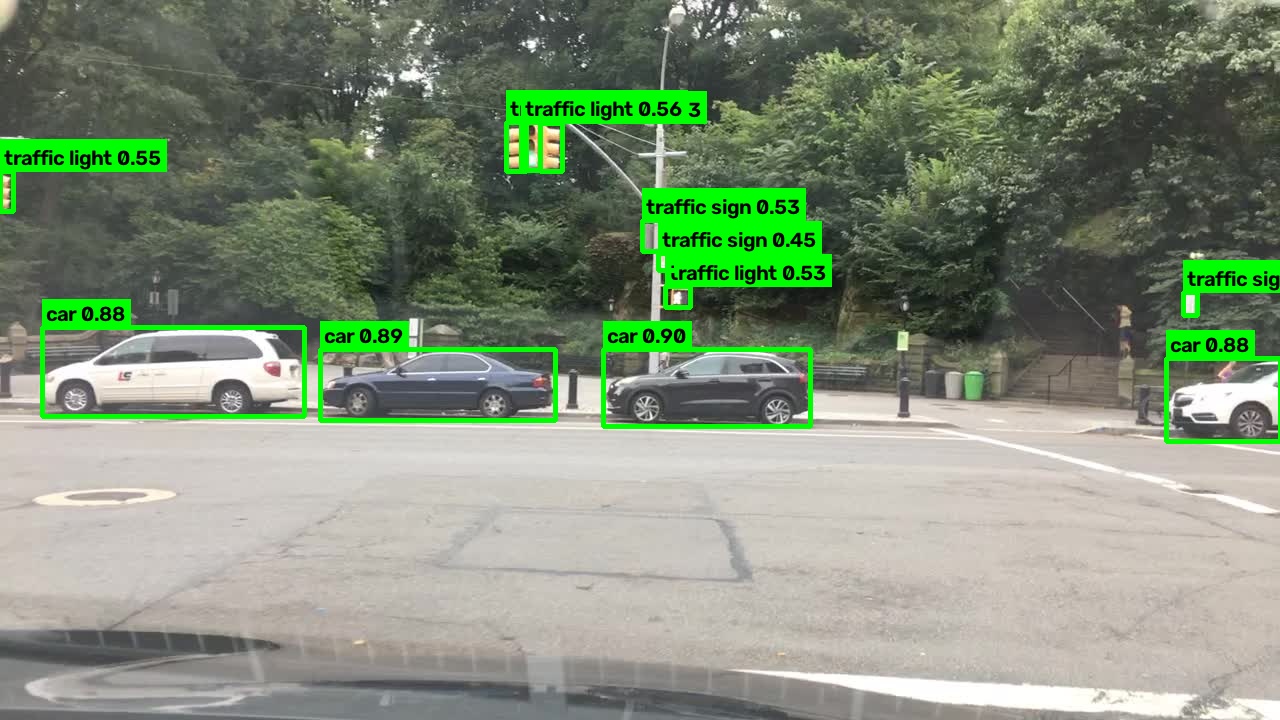 t traffic light 0.56 3
traffic light 0.55
traffic sign 0.53
traffic sign 0.45
traffic light 0.53
traffic sig
car 0.88
car 0.89
car 0.90
car 0.88
LS